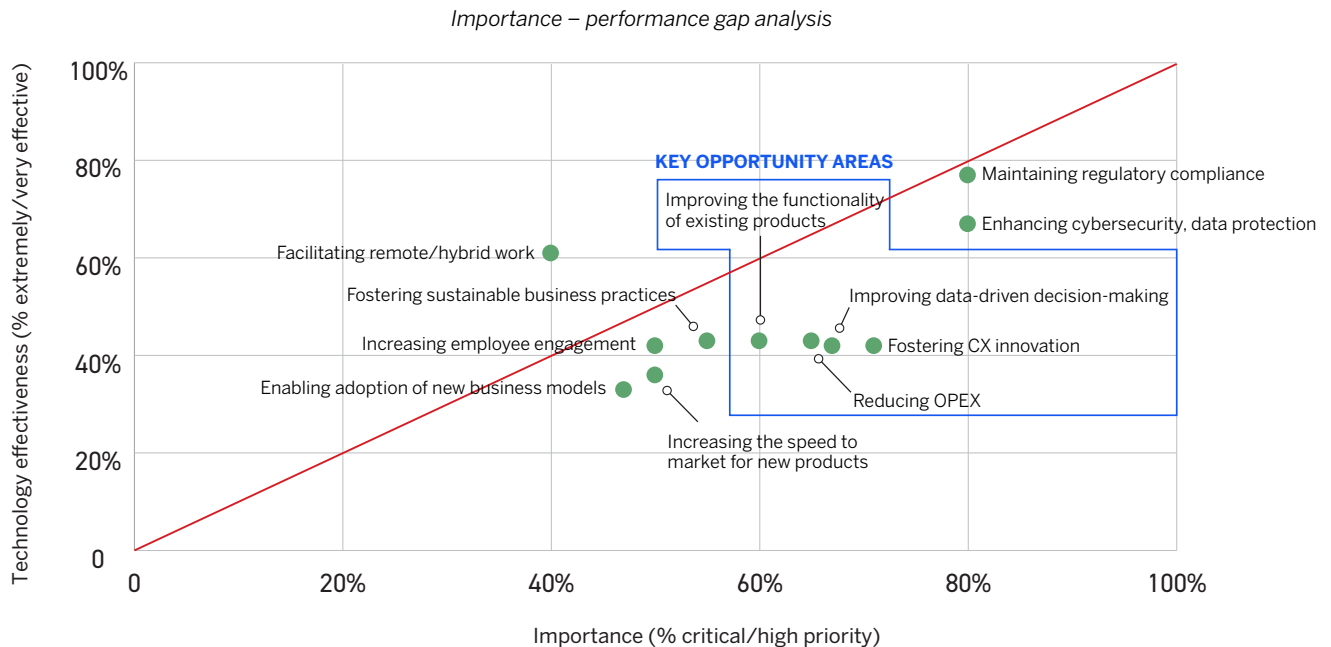 Importance – performance gap analysis
Technology effectiveness (% extremely/very effective)
100%
80%
60%
40%
20%
0
KEY OPPORTUNITY AREAS
Maintaining regulatory compliance
Improving the functionality
of existing products
Enhancing cybersecurity, data protection
Facilitating remote/hybrid work
Fostering sustainable business practices
Improving data-driven decision-making
Increasing employee engagement
Fostering CX innovation
Enabling adoption of new business models
Reducing OPEX
Increasing the speed to
market for new products
0
20%
40%
60%
80%
100%
Importance (% critical/high priority)